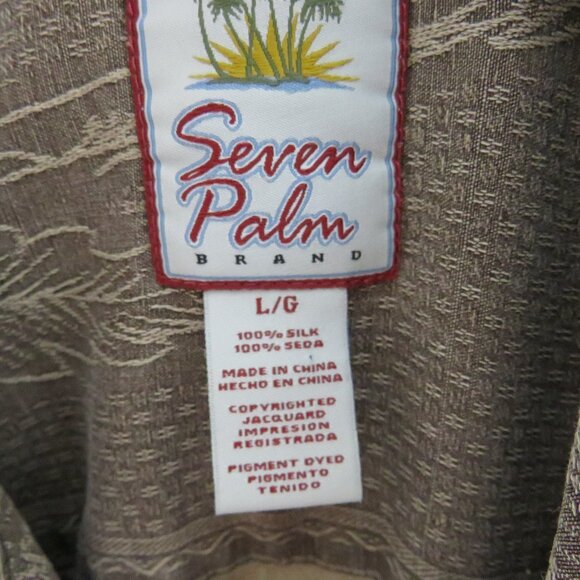 Seven
Palm
BRAND
L/G
100% SILK
100% SEDA
MADE IN CHINA
HECHO EN CHINA
COPYRIGHTED
JACQUARD
IMPRESION
REGISTRADA
PIGMENT DYED
PIGMENTO
TENIDO